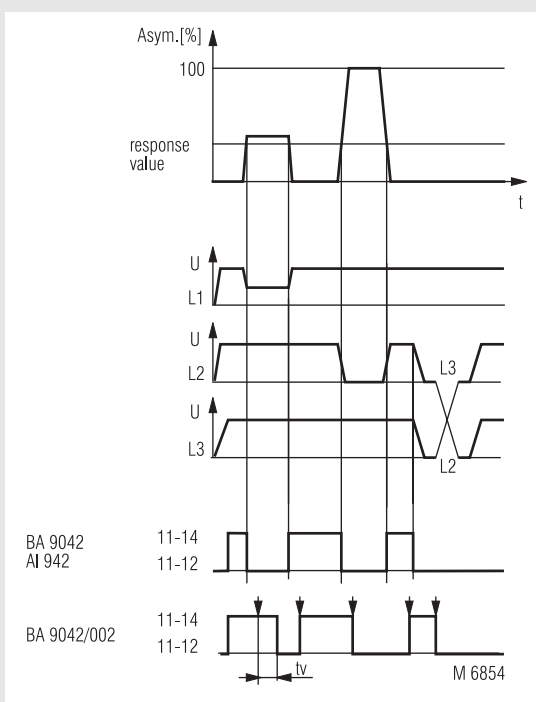 Asym.[%]
100
response
value
t
U
L1
U
L2
L3
U
L3
L2
BA 9042
AI 942
11-14
11-12
BA 9042/002
11-14
11-12
tv
M 6854